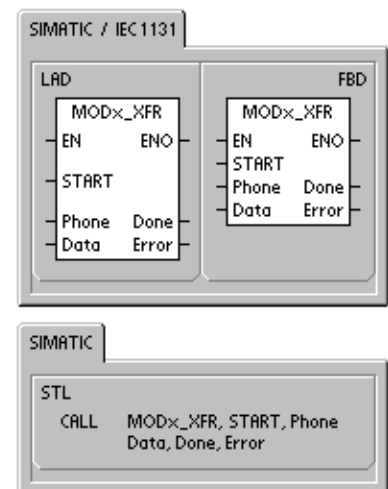 SIMATIC / IEC1131
LAD
MODx_XFR
EN ENO
START
Phone Done
Data Error
FBD
MODx_XFR
EN ENO
START
Phone Done
Data Error
SIMATIC
STL
CALL MODx_XFR, START, Phone
Data, Done, Error